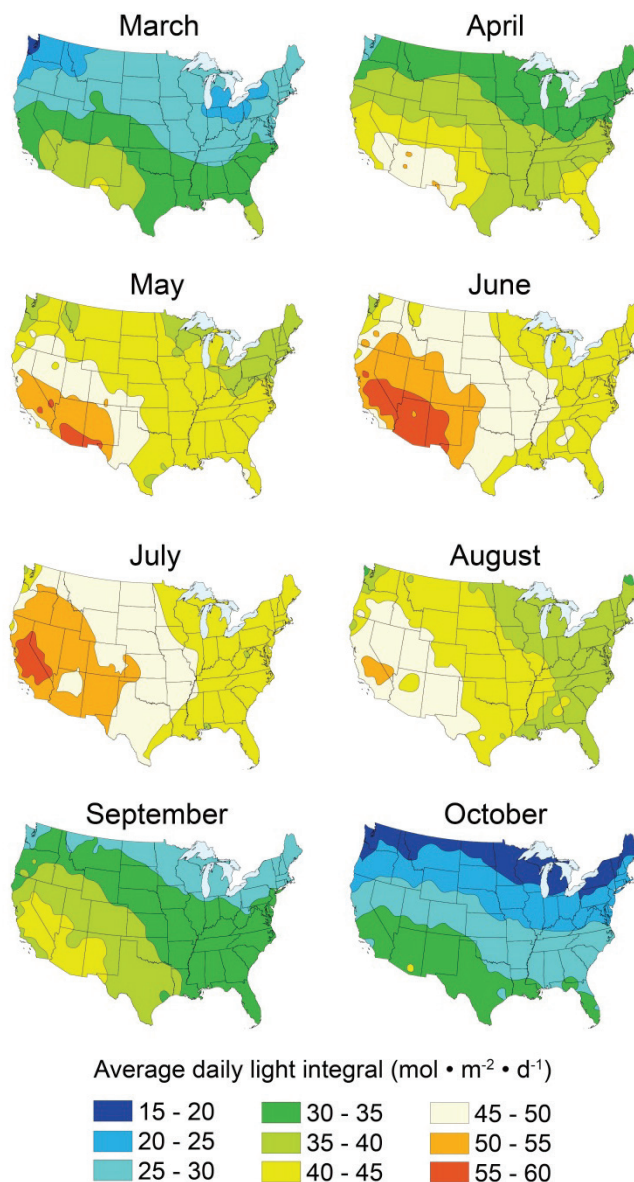 March
April
May
June
July
August
September
October
Average daily light integral (mol • m⁻² • d⁻¹)
15 - 20
30 - 35
45 - 50
20 - 25
35 - 40
50 - 55
25 - 30
40 - 45
55 - 60